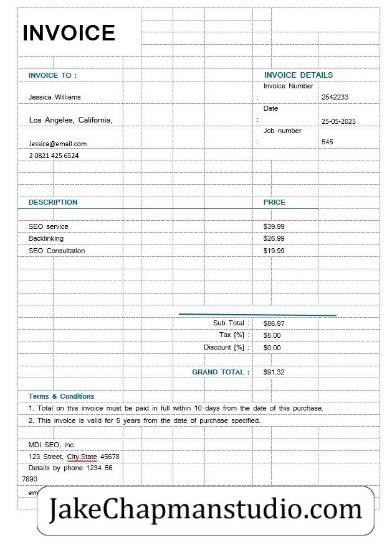 INVOICE
INVOICE TO :
INVOICE DETAILS
Invoice Number
Jessica Williams
2542233
Date
Los Angeles, California,
:
25-05-2025
Job number
Jessica@email.com
:
545
2 0821 425 6524
DESCRIPTION PRICE
SEO service $39.99
Backlinking $26.99
SEO Consultation $19.99
Sub Total : $86.97
Tax [%] : $5.00
Discount [%] : $0.00
GRAND TOTAL : $91.32
Terms & Conditions
1. Total on this invoice must be paid in full within 10 days from the date of this purchase.
2. This invoice is valid for 5 years from the date of purchase specified.
MDI SEO, Inc.
123 Street, City,State 45678
Details by phone 1234 56
7890
JakeChapmanstudio.com